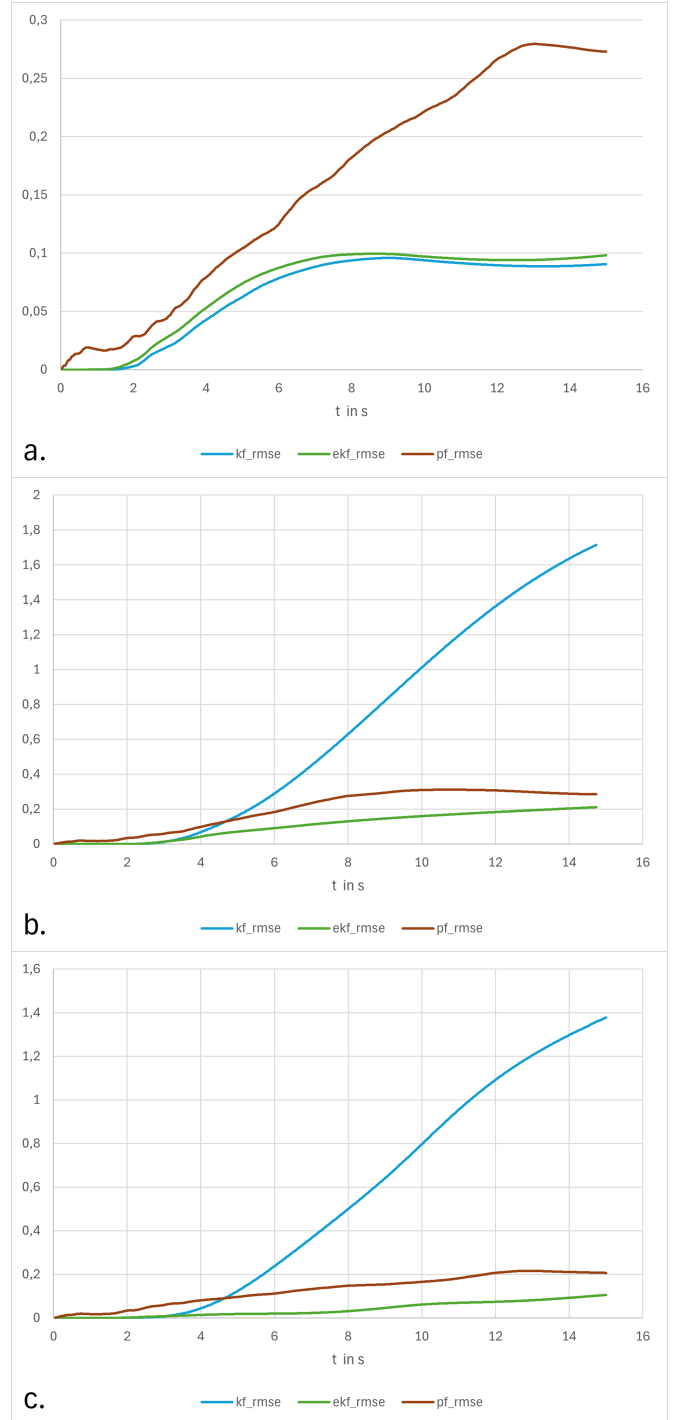 0,3
0,25
0,2
0,15
0,1
0,05
0
0 2 4 6 8 10 12 14 16
t in s
a.
kf_rmse ekf_rmse pf_rmse
2
1,8
1,6
1,4
1,2
1
0,8
0,6
0,4
0,2
0
0 2 4 6 8 10 12 14 16
t in s
b.
kf_rmse ekf_rmse pf_rmse
1,6
1,4
1,2
1
0,8
0,6
0,4
0,2
0
0 2 4 6 8 10 12 14 16
t in s
c.
kf_rmse ekf_rmse pf_rmse